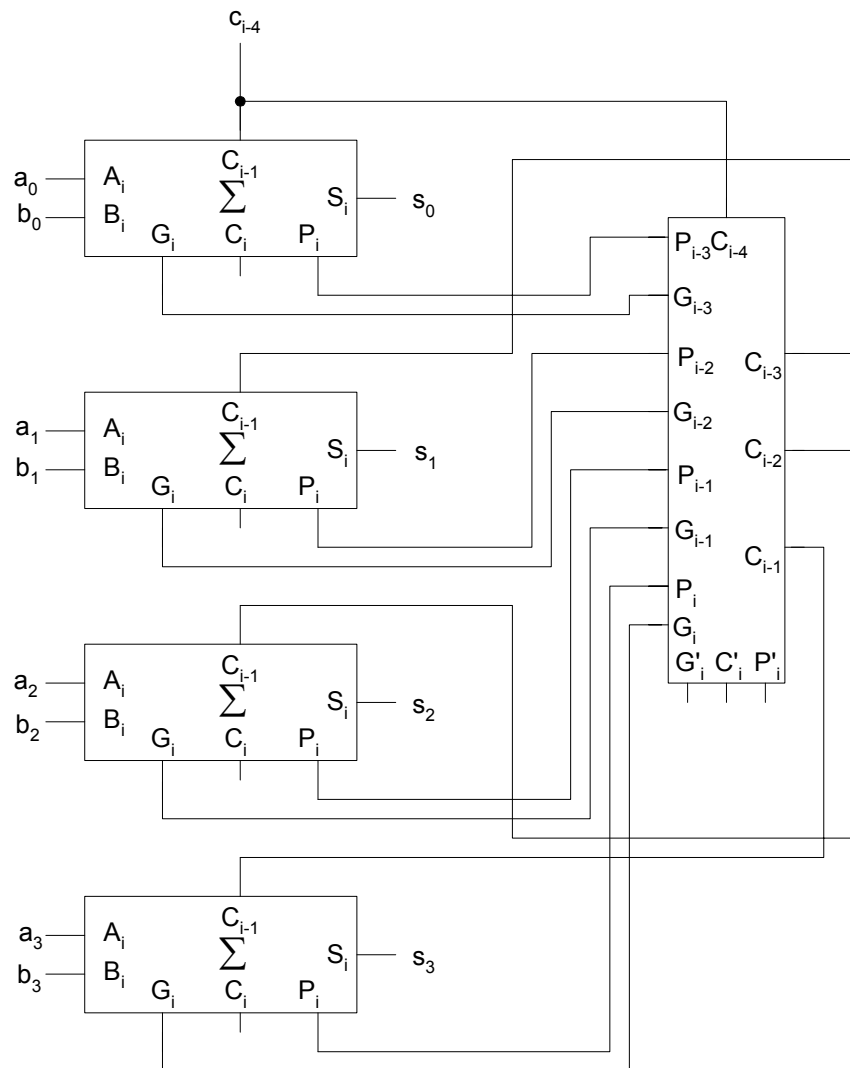 c_{i-4}
C_{i-1}
a_0 A_i ∑ S_i s_0
b_0 B_i
G_i C_i P_i
P_{i-3} C_{i-4}
G_{i-3}
P_{i-2} C_{i-3}
G_{i-2}
C_{i-2}
P_{i-1}
G_{i-1}
C_{i-1}
P_i
G_i
G'_i C'_i P'_i
C_{i-1}
a_1 A_i ∑ S_i s_1
b_1 B_i
G_i C_i P_i
C_{i-1}
a_2 A_i ∑ S_i s_2
b_2 B_i
G_i C_i P_i
C_{i-1}
a_3 A_i ∑ S_i s_3
b_3 B_i
G_i C_i P_i